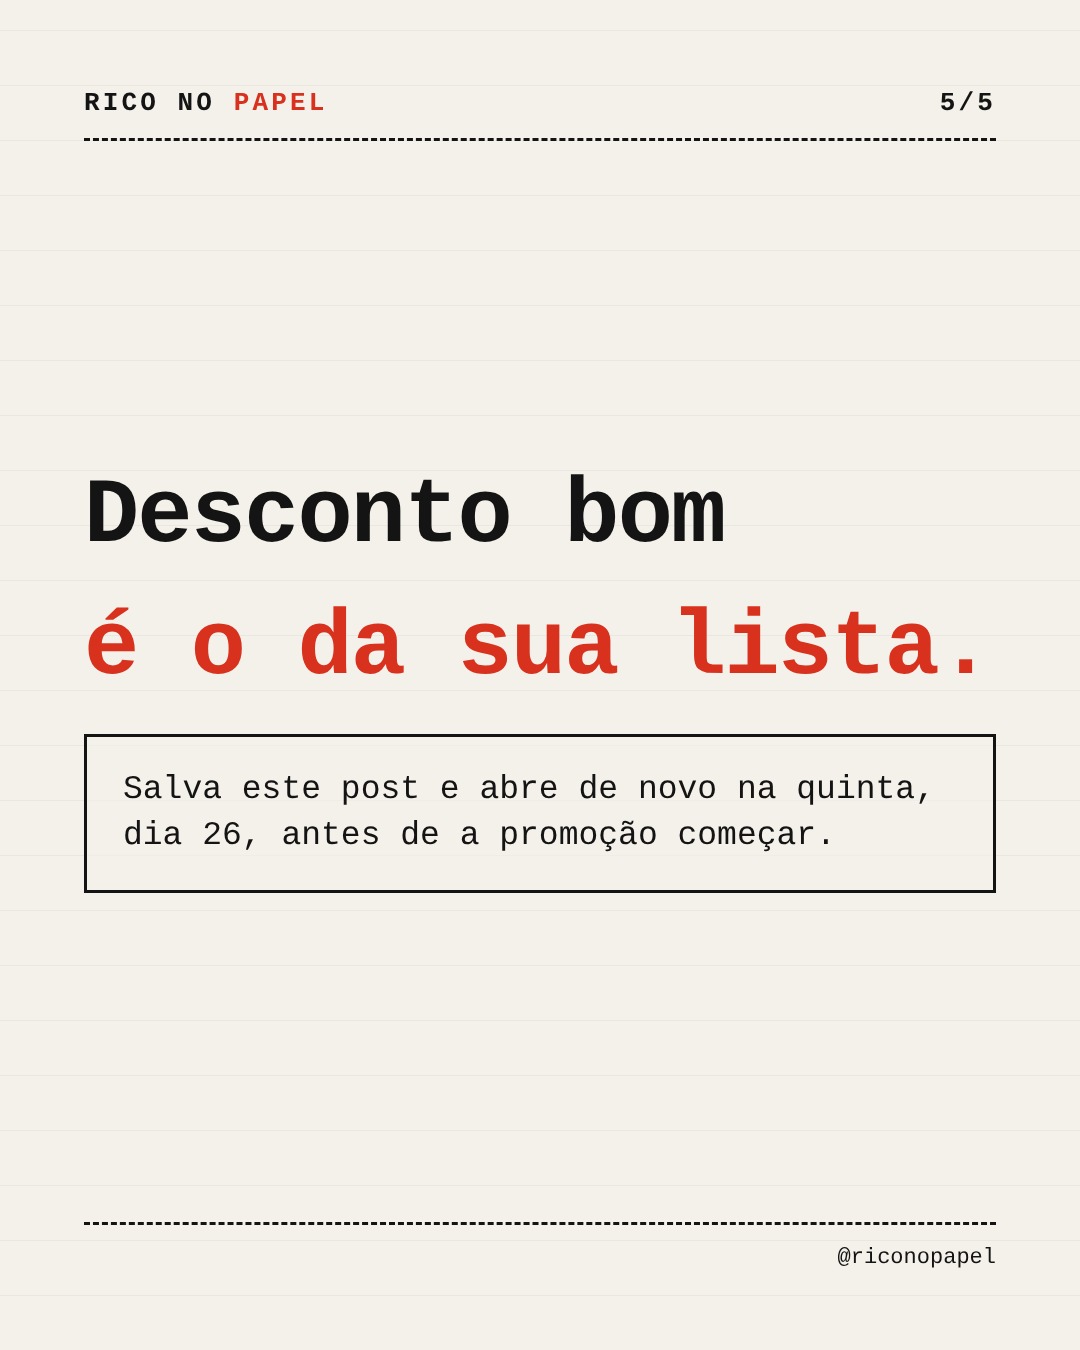 RICO NO PAPEL
5/5
Desconto bom
é o da sua lista.
Salva este post e abre de novo na quinta,
dia 26, antes de a promoção começar.
@riconopapel